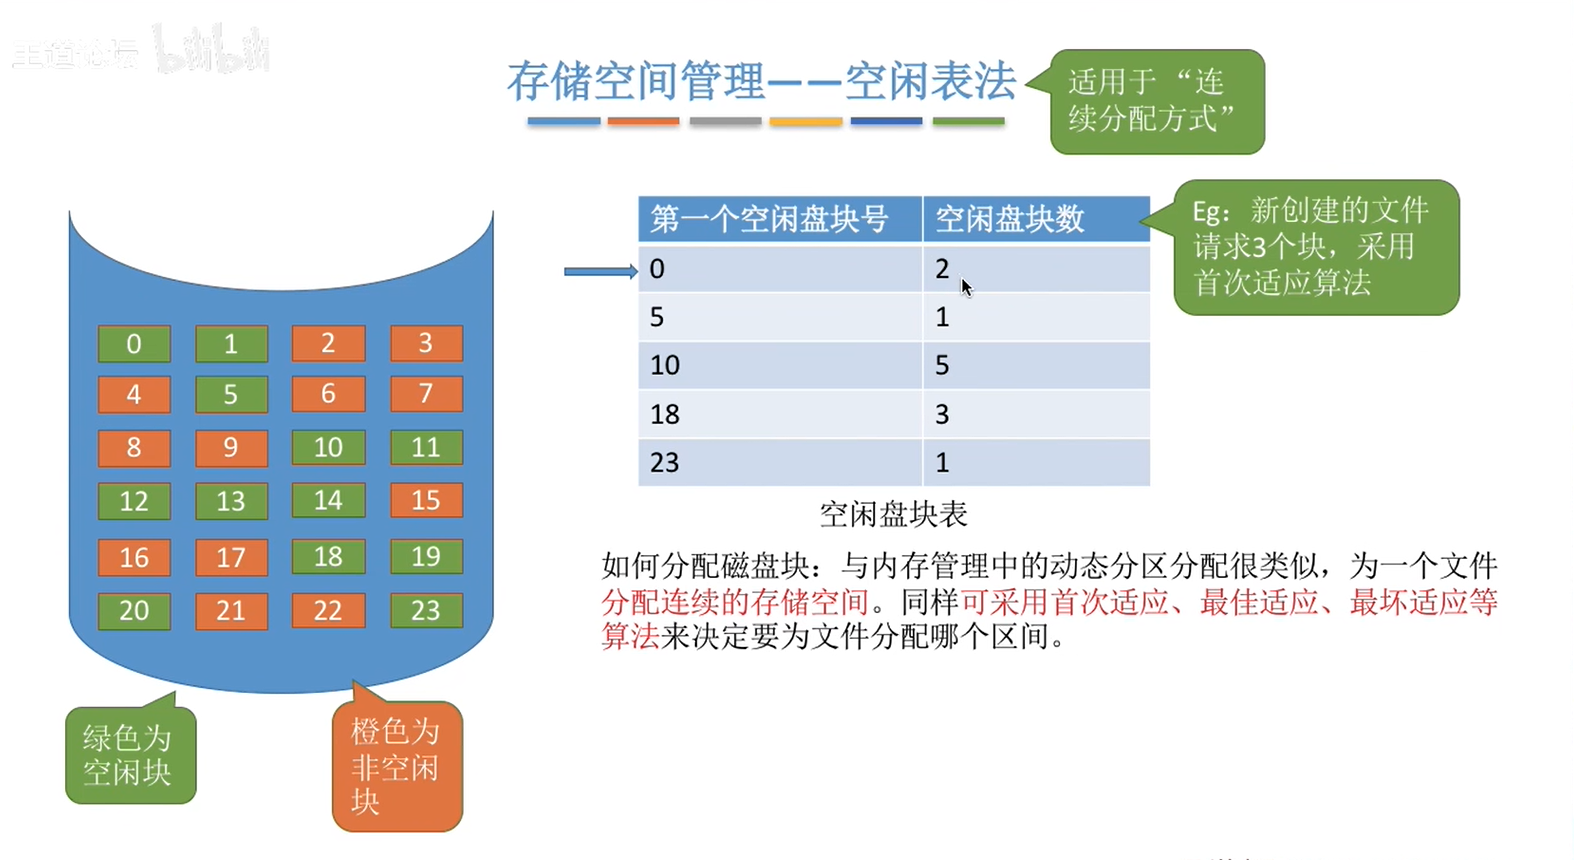 王道论坛 bilibili
存储空间管理——空闲表法
适用于 “连
续分配方式”
第一个空闲盘块号 空闲盘块数
0 2
5 1
10 5
18 3
23 1
空闲盘块表
Eg：新创建的文件
请求3个块，采用
首次适应算法
0 1 2 3
4 5 6 7
8 9 10 11
12 13 14 15
16 17 18 19
20 21 22 23
绿色为
空闲块
橙色为
非空闲
块
如何分配磁盘块：与内存管理中的动态分区分配很类似，为一个文件
分配连续的存储空间。同样可采用首次适应、最佳适应、最坏适应等
算法来决定要为文件分配哪个区间。